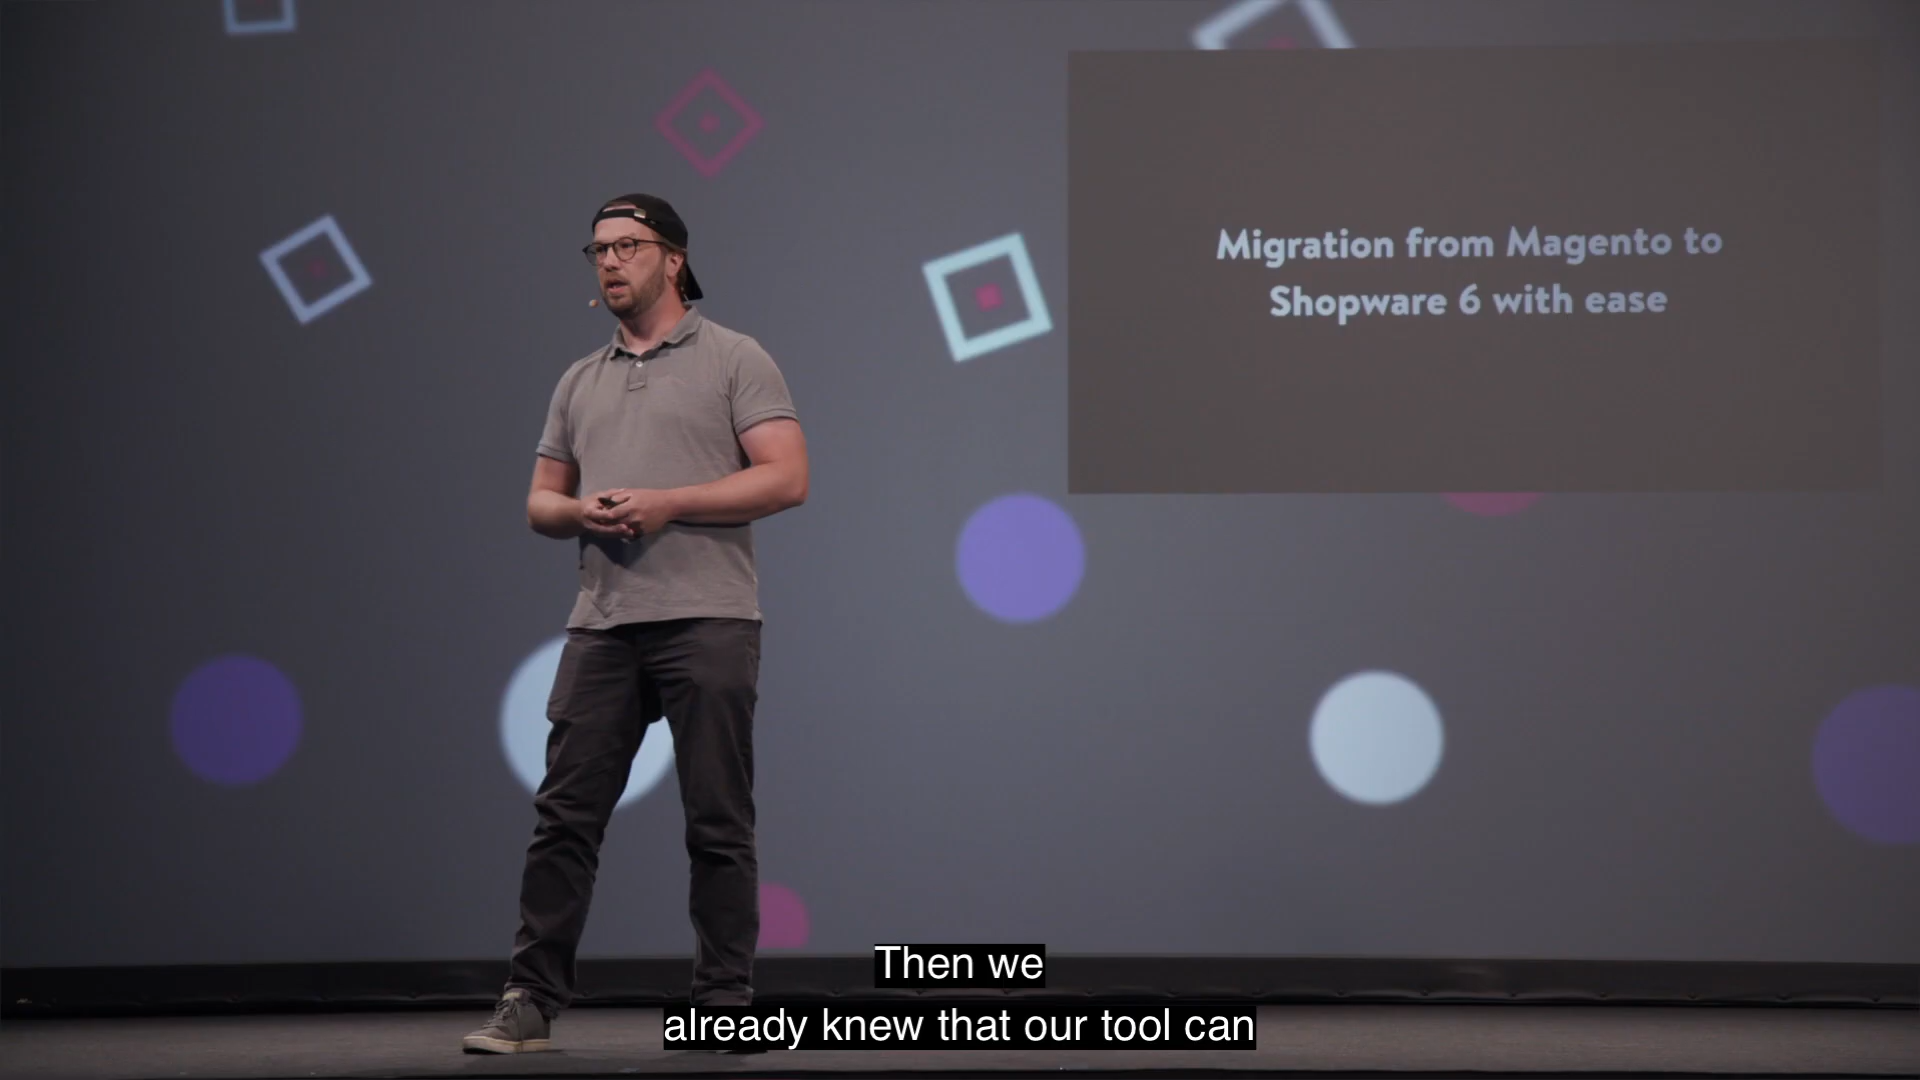 Migration from Magento to
Shopware 6 with ease
Then we
already knew that our tool can